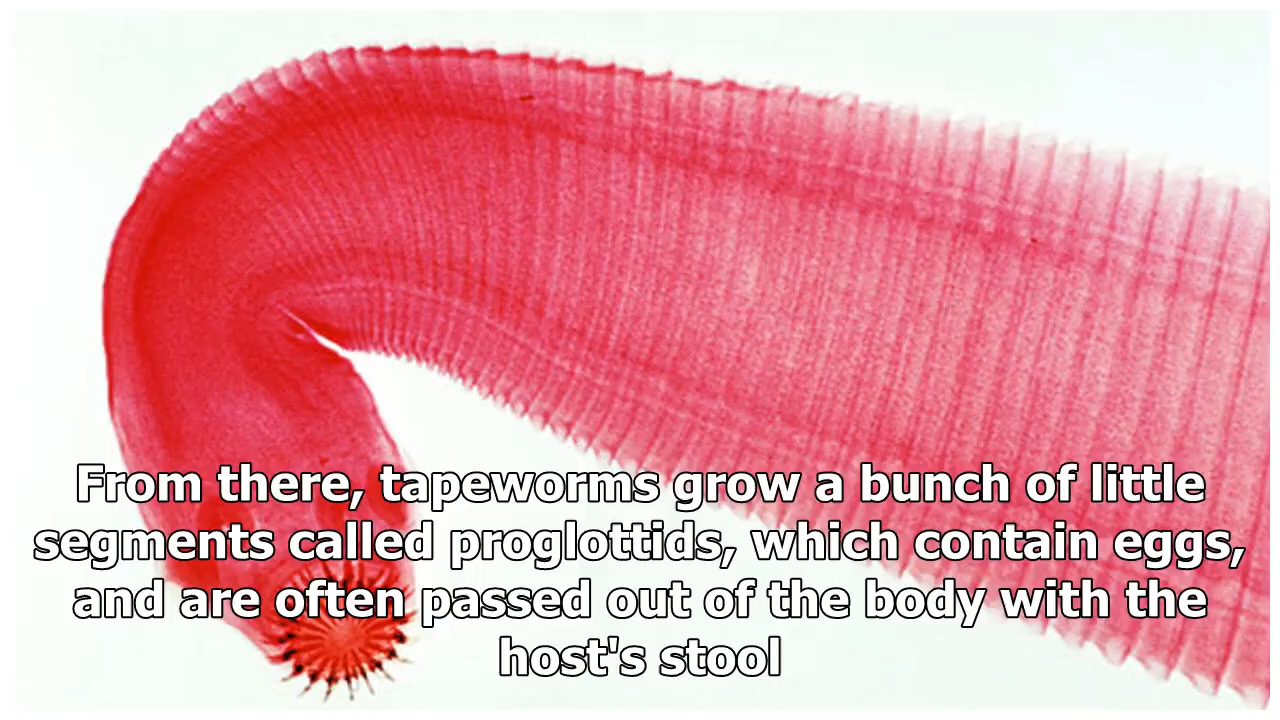 From there, tapeworms grow a bunch of little
segments called proglottids, which contain eggs,
and are often passed out of the body with the
host's stool